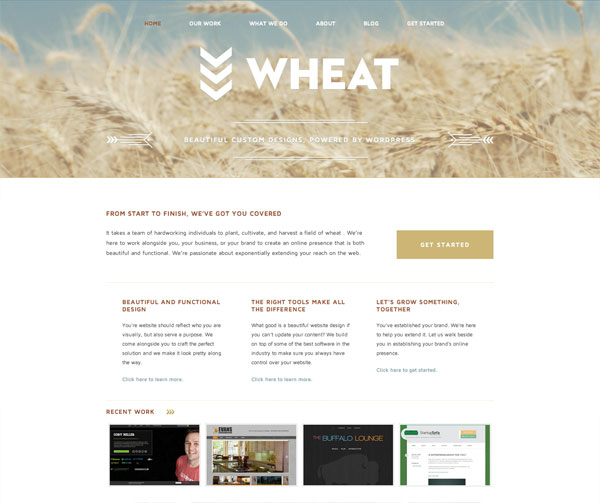 HOME OUR WORK WHAT WE DO ABOUT BLOG GET STARTED
WHEAT
BEAUTIFUL CUSTOM DESIGNS, POWERED BY WORDPRESS
FROM START TO FINISH, WE'VE GOT YOU COVERED
It takes a team of hardworking individuals to plant, cultivate, and harvest a field of wheat . We're
here to work alongside you, your business, or your brand to create an online presence that is both
beautiful and functional. We're passionate about exponentially extending your reach on the web.
GET STARTED
BEAUTIFUL AND FUNCTIONAL
DESIGN
You're website should reflect who you are
visually, but also serve a purpose. We
come alongside you to craft the perfect
solution and we make it look pretty along
the way.
Click here to learn more.
THE RIGHT TOOLS MAKE ALL
THE DIFFERENCE
What good is a beautiful website design if
you can't update your content? We build
on top of some of the best software in the
industry to make sure you always have
control over your website.
Click here to learn more.
LET'S GROW SOMETHING,
TOGETHER
You've established your brand. We're here
to help you extend it. Let us walk beside
you in establishing your brand's online
presence.
Click here to get started.
RECENT WORK
EVANS
THE BUFFALO LOUNGE